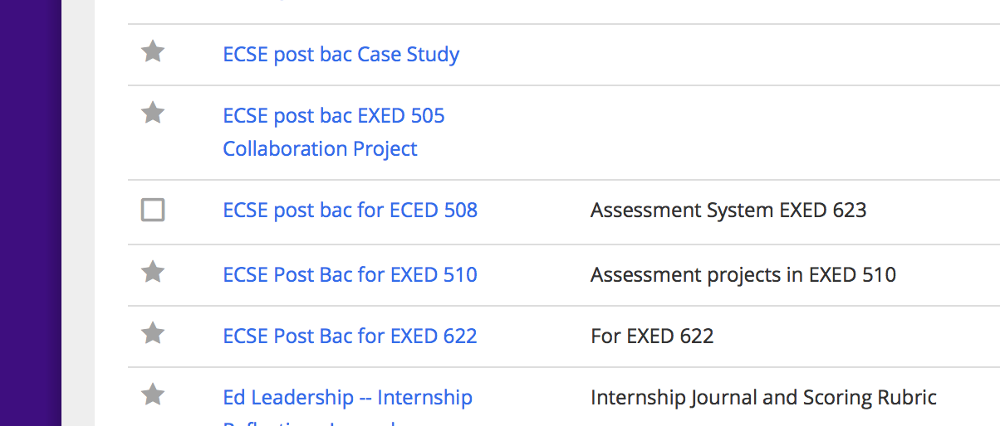 ECSE post bac Case Study
ECSE post bac EXED 505
Collaboration Project
ECSE post bac for ECED 508
Assessment System EXED 623
ECSE Post Bac for EXED 510
Assessment projects in EXED 510
ECSE Post Bac for EXED 622
For EXED 622
Ed Leadership -- Internship
Internship Journal and Scoring Rubric